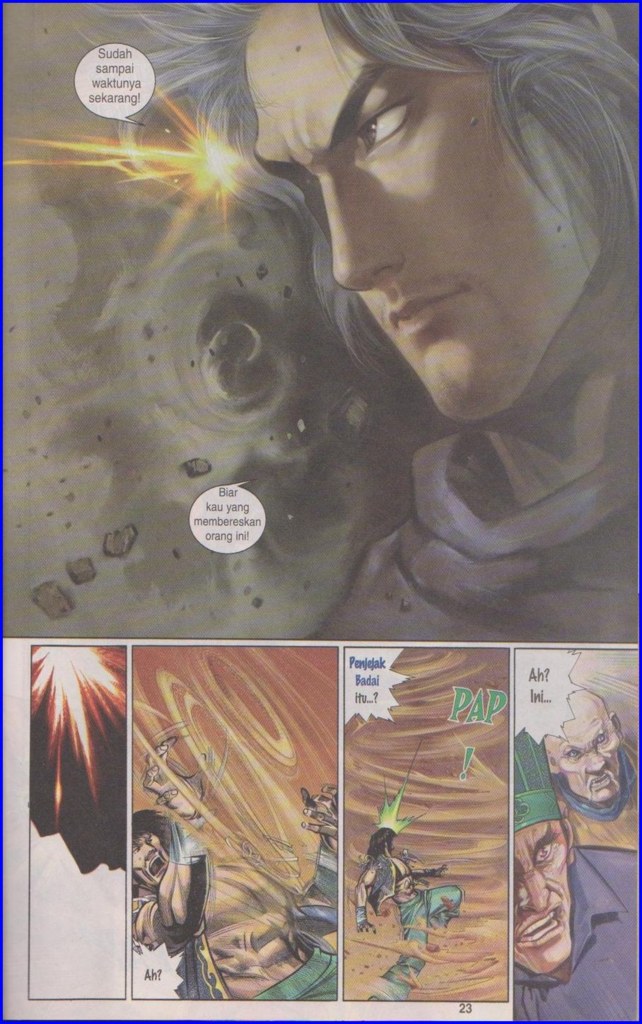 Sudah
sampai
waktunya
sekarang!
Biar
kau yang
membereskan
orang ini!
Ah?
Penjejak
Badai
itu...?
PAP
!
Ah?
Ini...
23